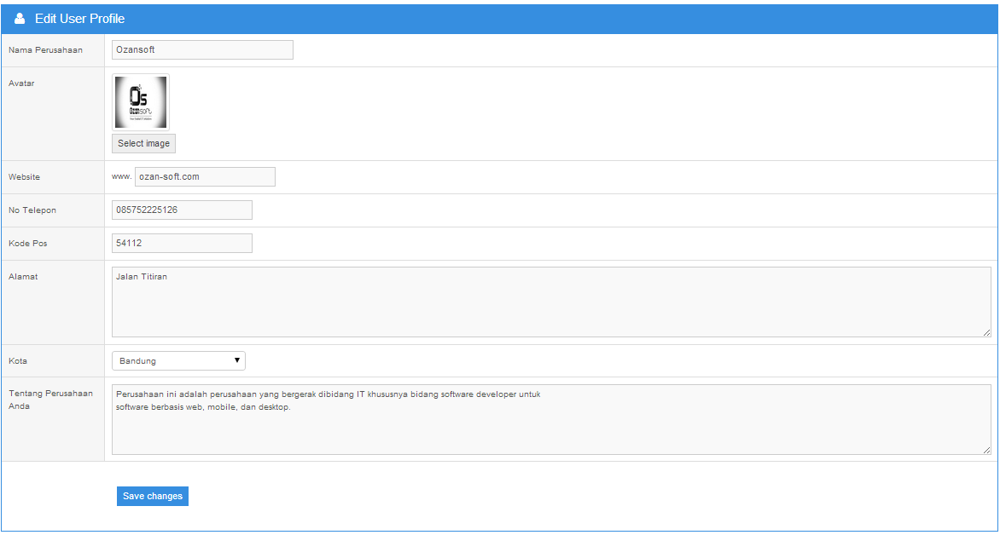 Edit User Profile
Nama Perusahaan
Ozansoft
Avatar
Os
Ozansoft
Select image
Website
www. ozan-soft.com
No Telepon
085752225126
Kode Pos
54112
Alamat
Jalan Titiran
Kota
Bandung
Tentang Perusahaan
Anda
Perusahaan ini adalah perusahaan yang bergerak dibidang IT khususnya bidang software developer untuk
software berbasis web, mobile, dan desktop.
Save changes